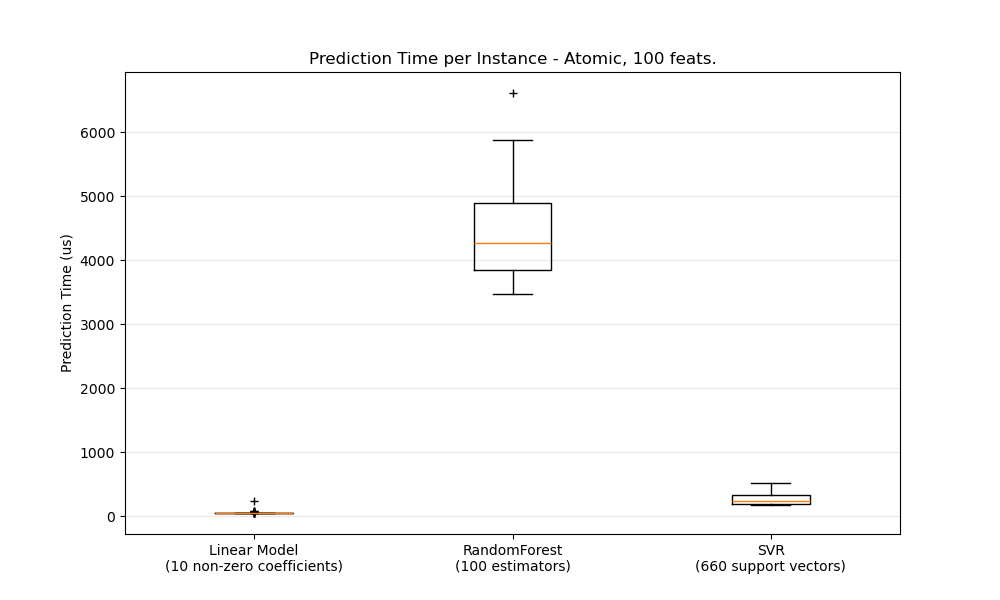 Prediction Time per Instance - Atomic, 100 feats.
Prediction Time (us)
6000
5000
4000
3000
2000
1000
0
Linear Model
(10 non-zero coefficients)
RandomForest
(100 estimators)
SVR
(660 support vectors)